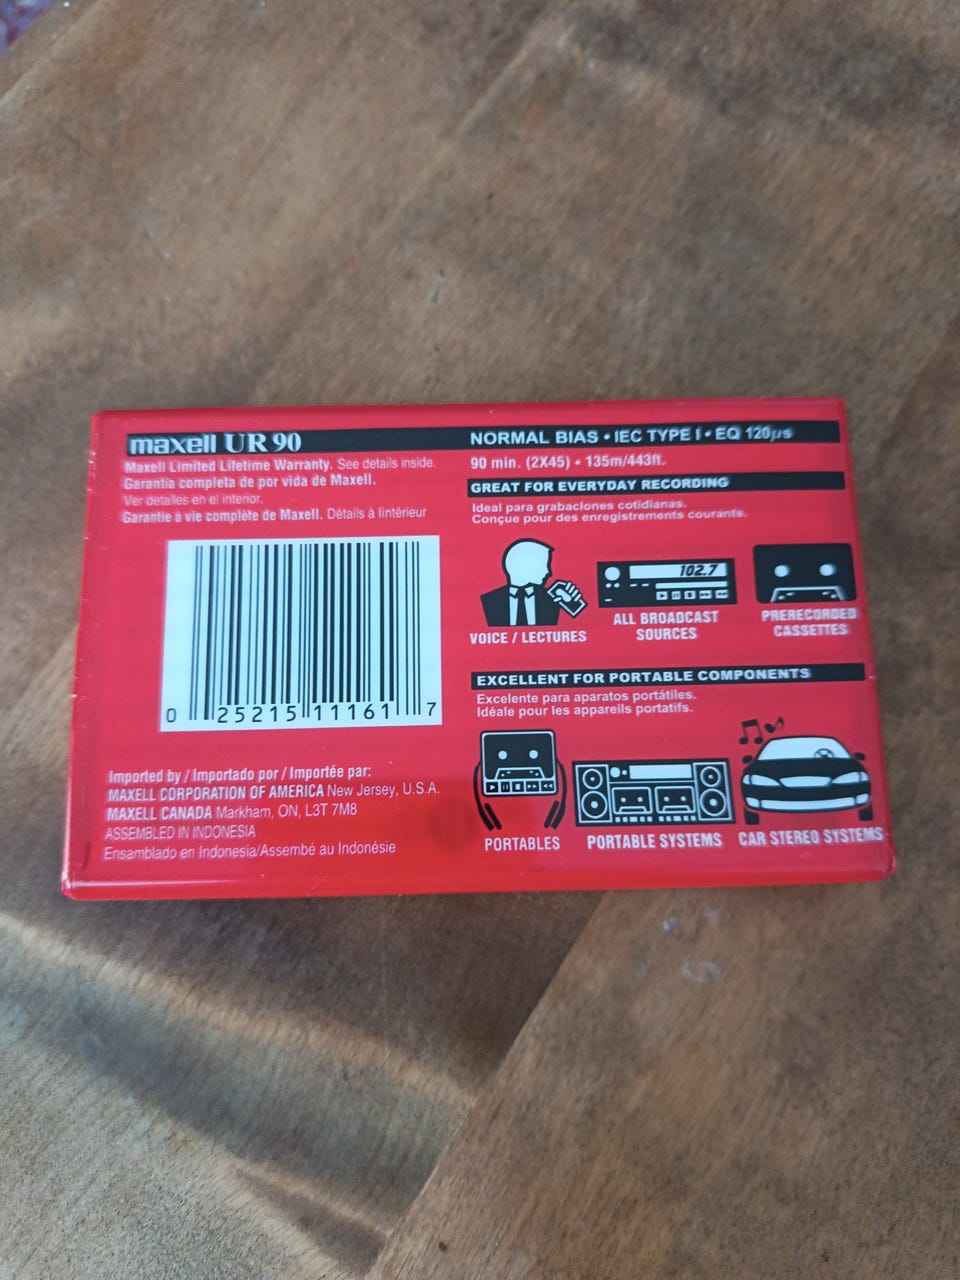 maxell UR 90
Maxell Limited Lifetime Warranty. See details inside.
Garantía completa de por vida de Maxell.
Ver detalles en el interior.
Garantie à vie complète de Maxell. Détails à lintérieur
0 25215 11161 7
Imported by / Importado por / Importée par:
MAXELL CORPORATION OF AMERICA New Jersey, U.S.A.
MAXELL CANADA Markham, ON, L3T 7M8
ASSEMBLED IN INDONESIA
Ensamblado en Indonesia/Assembé au Indonésie
NORMAL BIAS • IEC TYPE I • EQ 120μs
90 min. (2X45) • 135m/443ft.
GREAT FOR EVERYDAY RECORDING
Ideal para grabaciones cotidianas.
Conçue pour des enregistrements courants.
102.7
VOICE / LECTURES
ALL BROADCAST
SOURCES
PRERECORDED
CASSETTES
EXCELLENT FOR PORTABLE COMPONENTS
Excelente para aparatos portátiles.
Idéale pour les appareils portatifs.
PORTABLES
PORTABLE SYSTEMS
CAR STEREO SYSTEMS